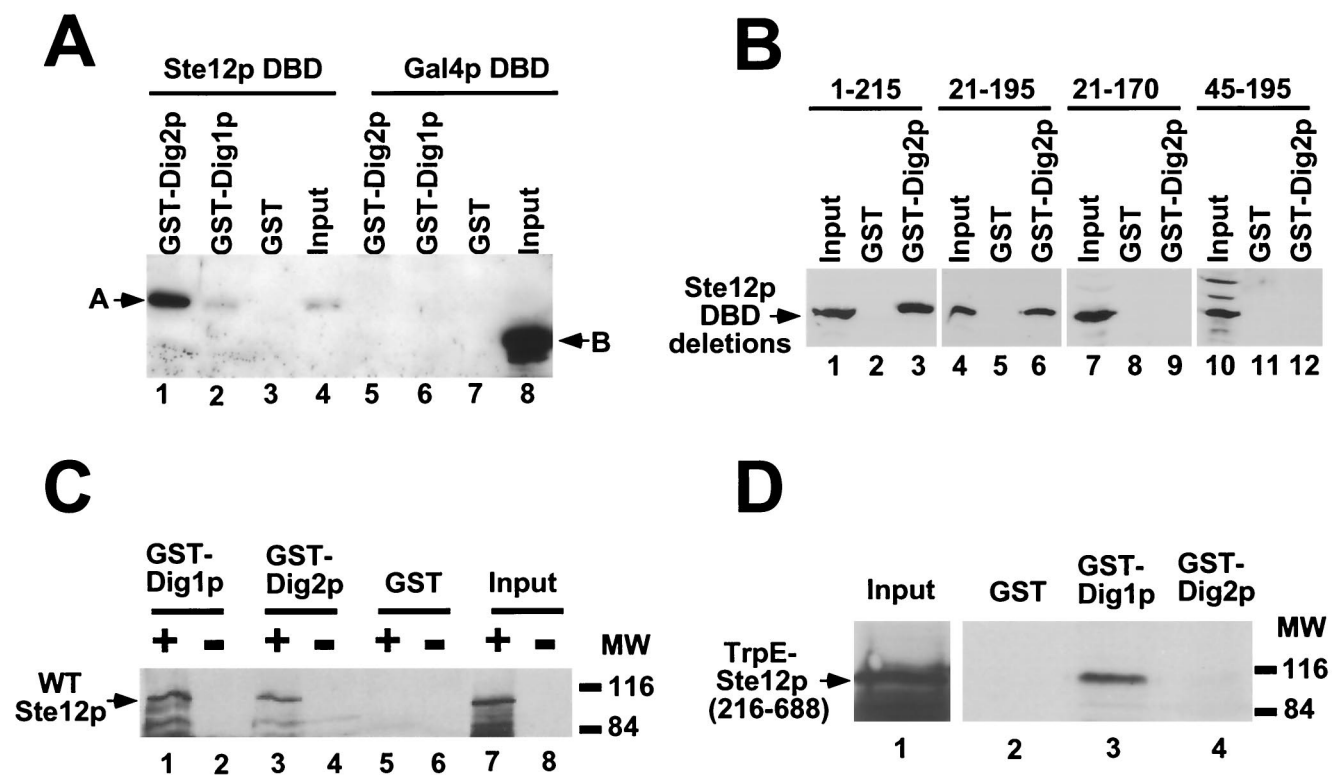 A
Ste12p DBD
Gal4p DBD
GST-Dig2p
GST-Dig1p
GST
Input
GST-Dig2p
GST-Dig1p
GST
Input
A
B
1 2 3 4 5 6 7 8
B
1-215 21-195 21-170 45-195
Input
GST
GST-Dig2p
Input
GST
GST-Dig2p
Input
GST
GST-Dig2p
Input
GST
GST-Dig2p
Ste12p
DBD
deletions
1 2 3 4 5 6 7 8 9 10 11 12
C
GST-
Dig1p
GST-
Dig2p
GST
Input
+ - + - + - + - MW
WT
Ste12p
116
84
1 2 3 4 5 6 7 8
D
Input
GST
GST-
Dig1p
GST-
Dig2p
MW
TrpE-
Ste12p
(216-688)
116
84
1 2 3 4